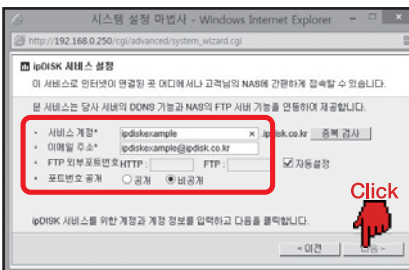 시스템 설정 마법사 - Windows Internet Explorer
http://192.168.0.250/cgi/advanced/system_wizard.cgi
ipDISK 서비스 설정
이 서비스로 인터넷이 연결된 곳 어디에서나 고객님의 NAS에 간편하게 접속할 수 있습니다.
본 서비스는 당사 서버의 DDNS 기능과 NAS의 FTP 서버 기능을 연동하여 제공합니다.
서비스 계정* ipdiskexample × .ipdisk.co.kr 중복 검사
이메일 주소* ipdiskexample@ipdisk.co.kr
FTP 외부포트번호 HTTP : FTP : 자동설정
포트번호 공개 공개 비공개
Click
ipDISK 서비스를 위한 계정과 계정 정보를 입력하고 다음을 클릭합니다.
< 이전 다음 >